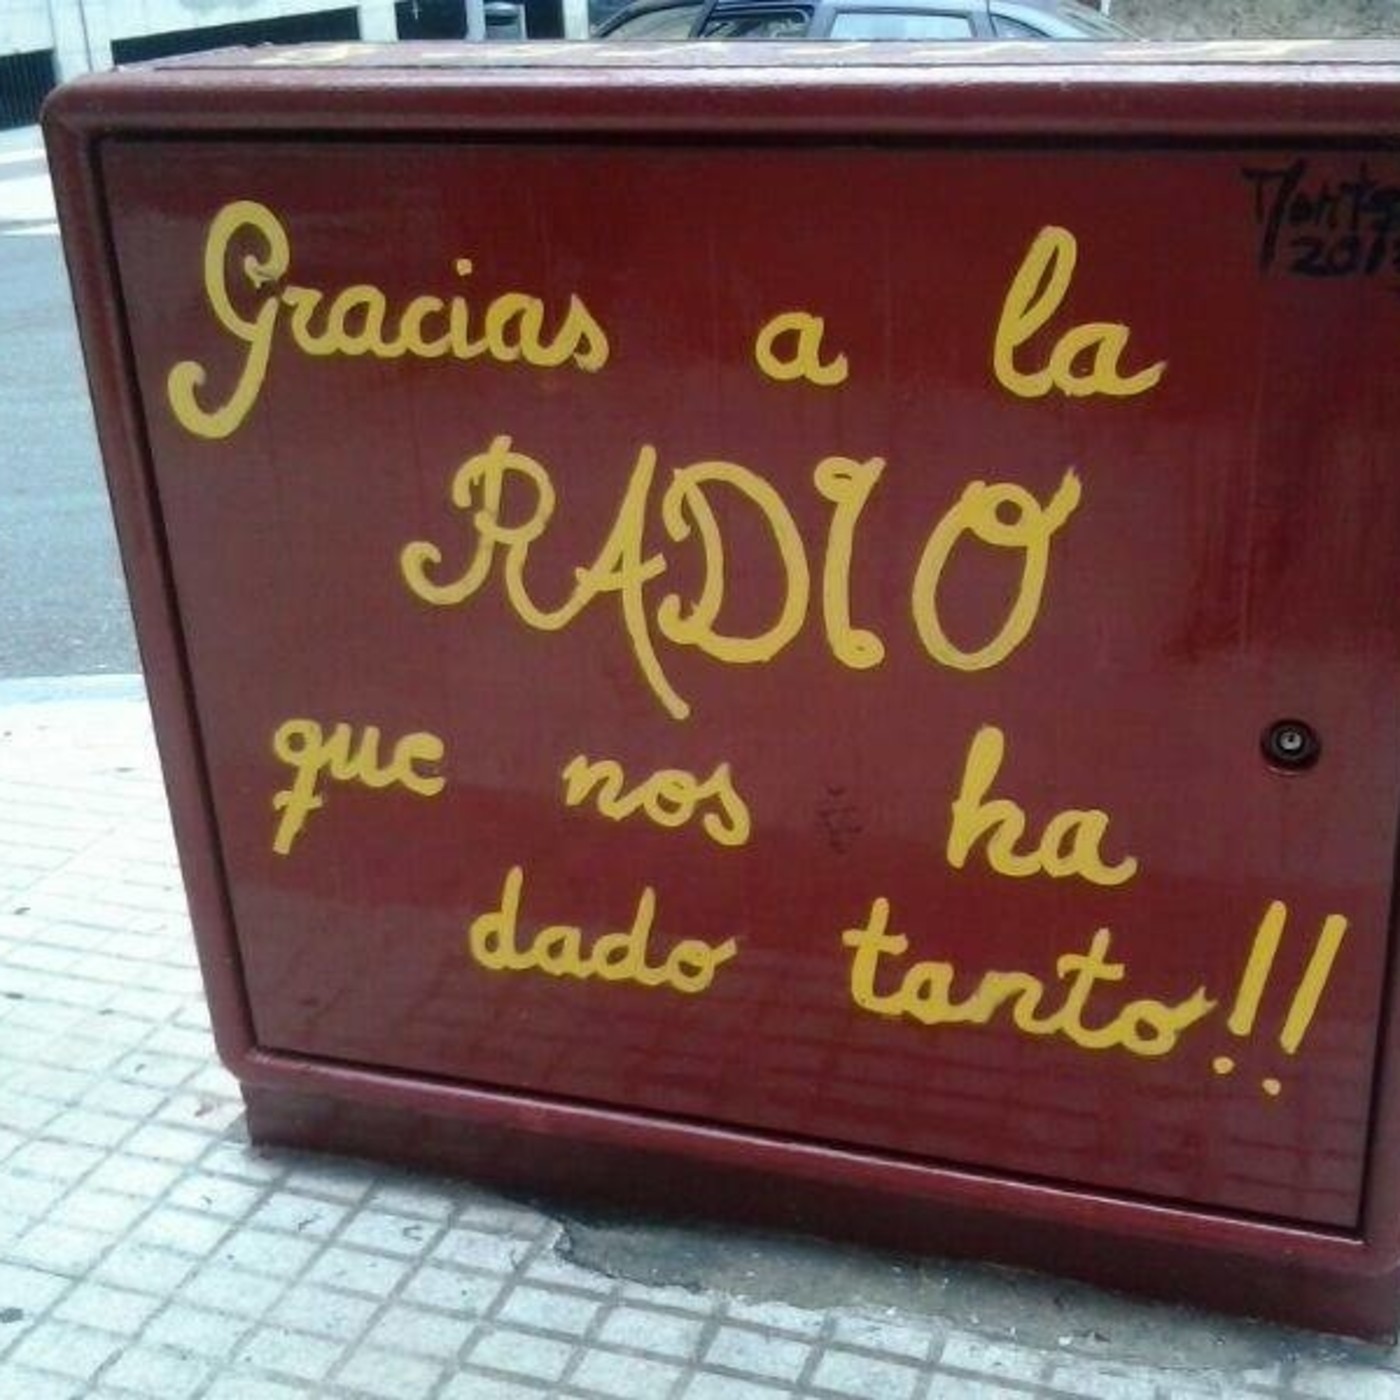 Gracias a la
RADIO
que nos ha
dado tanto!!